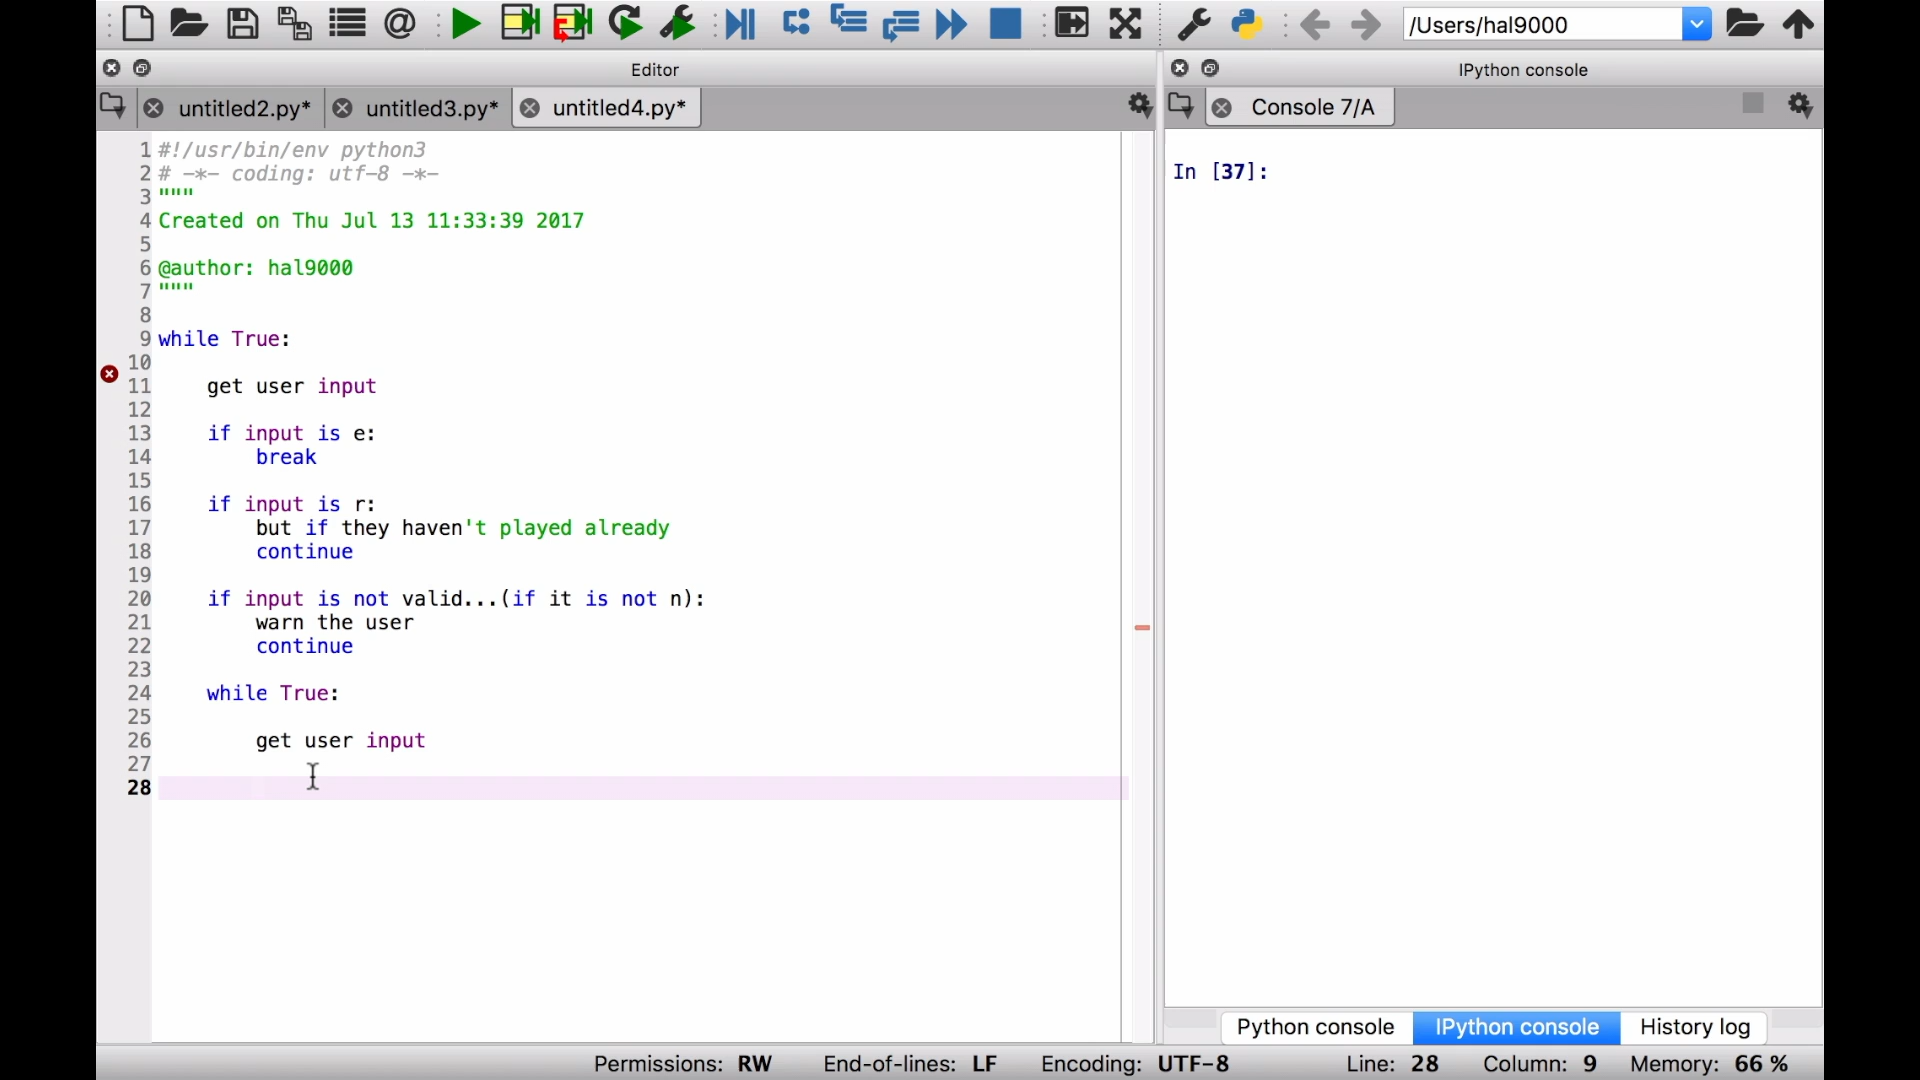 /Users/hal9000
Editor
IPython console
untitled2.py*
untitled3.py*
untitled4.py*
Console 7/A
1 #!/usr/bin/env python3
2 # -*- coding: utf-8 -*-
3 """
4 Created on Thu Jul 13 11:33:39 2017
5
6 @author: hal9000
7 """
8
9 while True:
10
11 get user input
12
13 if input is e:
14 break
15
16 if input is r:
17 but if they haven't played already
18 continue
19
20 if input is not valid...(if it is not n):
21 warn the user
22 continue
23
24 while True:
25
26 get user input
27
28
In [37]:
Python console
IPython console
History log
Permissions: RW End-of-lines: LF Encoding: UTF-8 Line: 28 Column: 9 Memory: 66 %